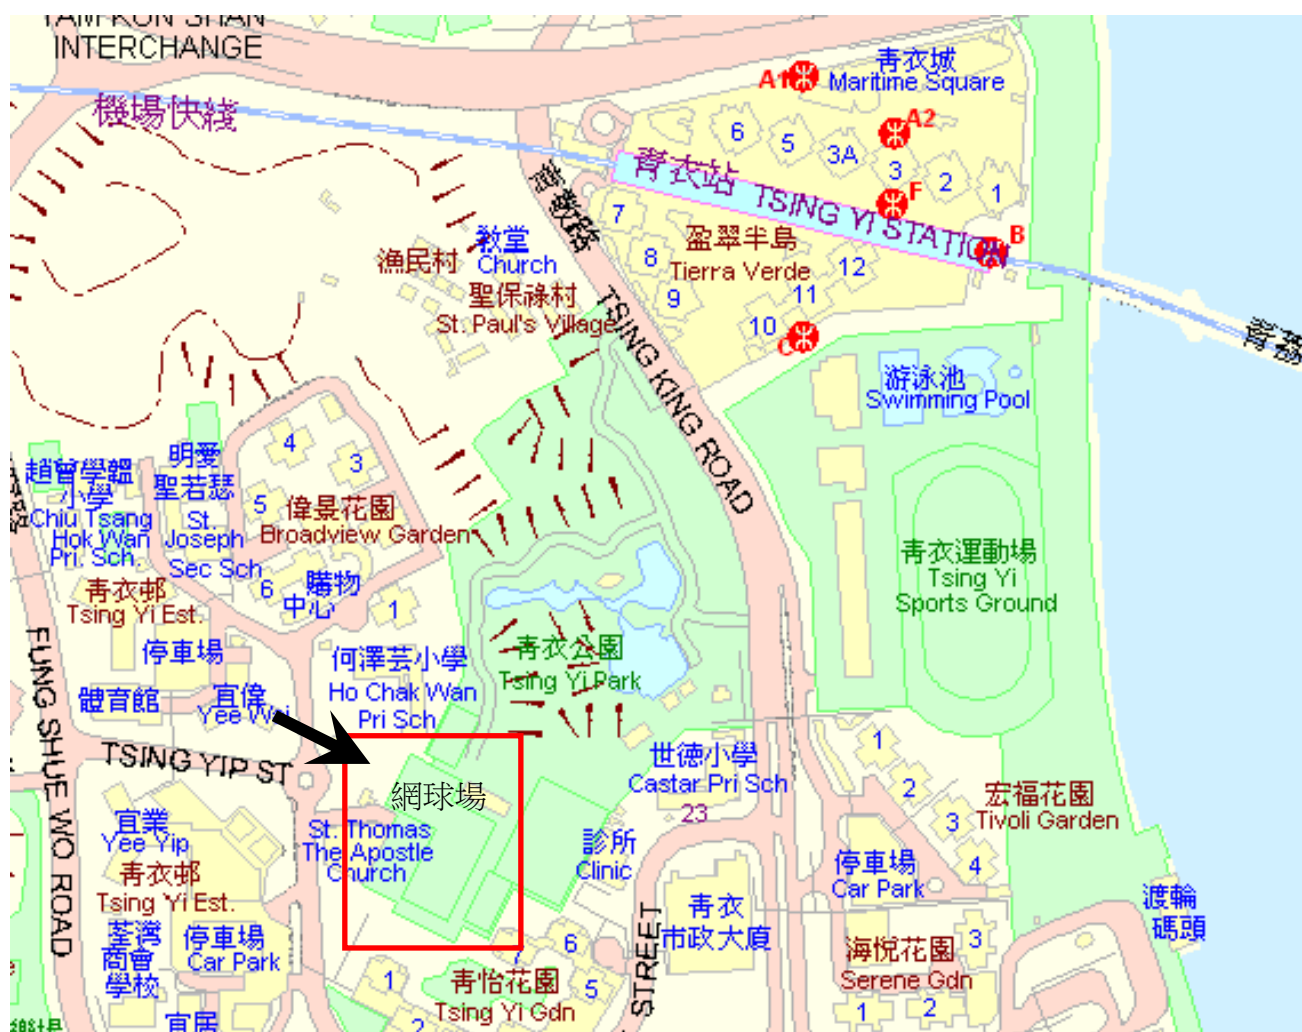 YAM KON SHAN
INTERCHANGE
機場快綫
青衣城
Maritime Square
A1
A2
6
5
3A
3
2
1
F
B
青衣站 TSING YI STATION
青敬路
TSING KING ROAD
7
8
9
盈翠半島
Tierra Verde
12
11
10
C
教堂
Church
漁民村
聖保祿村
St. Paul's Village
游泳池
Swimming Pool
青衣運動場
Tsing Yi
Sports Ground
趙曾學韞
小學
Chiu Tsang
Hok Wan
Pri. Sch.
明愛
聖若瑟
St.
Joseph
Sec Sch
4
3
5
偉景花園
Broadview Garden
6
購物
中心
1
青衣邨
Tsing Yi Est.
停車場
體育館
宜偉
Yee Wai
何澤芸小學
Ho Chak Wan
Pri Sch
青衣公園
Tsing Yi Park
FUNG SHUE WO ROAD
TSING YIP ST
網球場
St. Thomas
The Apostle
Church
世德小學
Castar Pri Sch
23
診所
Clinic
1
2
3
4
宏福花園
Tivoli Garden
停車場
Car Park
宜業
Yee Yip
青衣邨
Tsing Yi Est.
荃灣
商會
學校
停車場
Car Park
宜居
青衣
市政大廈
STREET
7
6
5
1
2
青怡花園
Tsing Yi Gdn
海悅花園
Serene Gdn
3
1
2
渡輪
碼頭